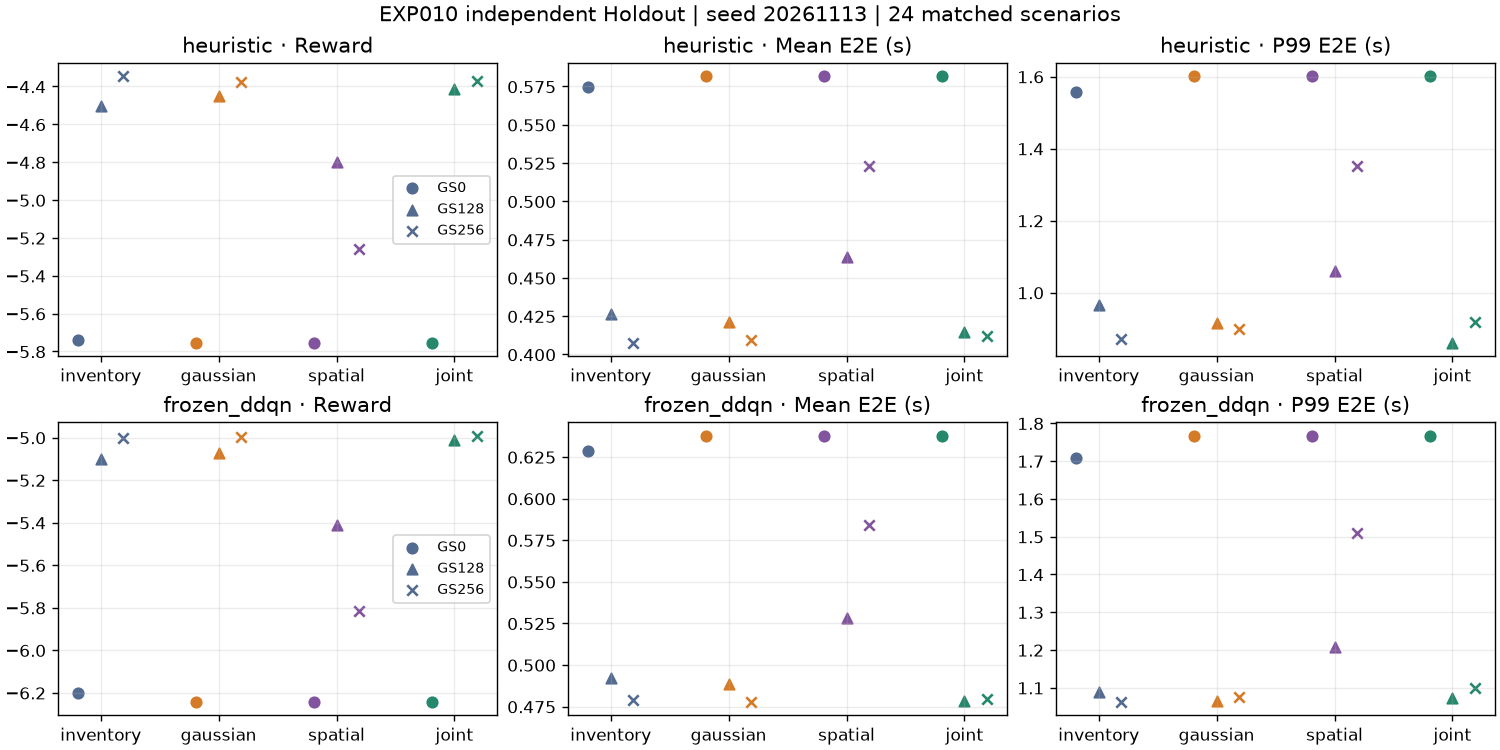 EXP010 independent Holdout | seed 20261113 | 24 matched scenarios
heuristic · Reward
−4.4
−4.6
−4.8
−5.0
−5.2
−5.4
−5.6
−5.8
GS0
GS128
GS256
inventory gaussian spatial joint
heuristic · Mean E2E (s)
0.575
0.550
0.525
0.500
0.475
0.450
0.425
0.400
inventory gaussian spatial joint
heuristic · P99 E2E (s)
1.6
1.4
1.2
1.0
inventory gaussian spatial joint
frozen_ddqn · Reward
−5.0
−5.2
−5.4
−5.6
−5.8
−6.0
−6.2
GS0
GS128
GS256
inventory gaussian spatial joint
frozen_ddqn · Mean E2E (s)
0.625
0.600
0.575
0.550
0.525
0.500
0.475
inventory gaussian spatial joint
frozen_ddqn · P99 E2E (s)
1.8
1.7
1.6
1.5
1.4
1.3
1.2
1.1
inventory gaussian spatial joint